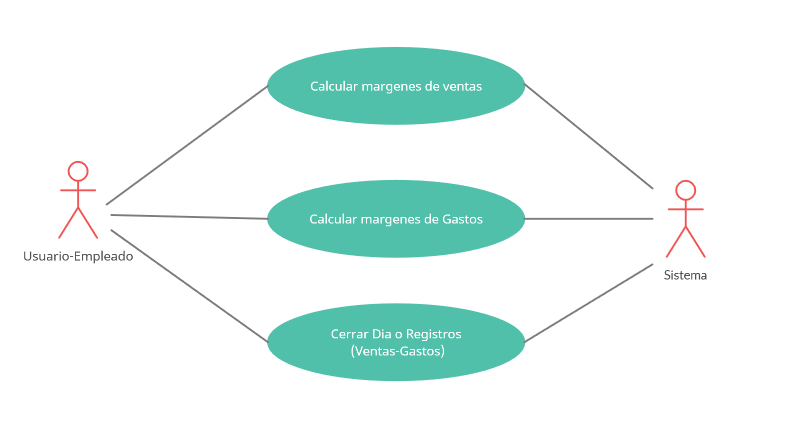 Calcular margenes de ventas
Calcular margenes de Gastos
Usuario-Empleado
Sistema
Cerrar Dia o Registros
(Ventas-Gastos)